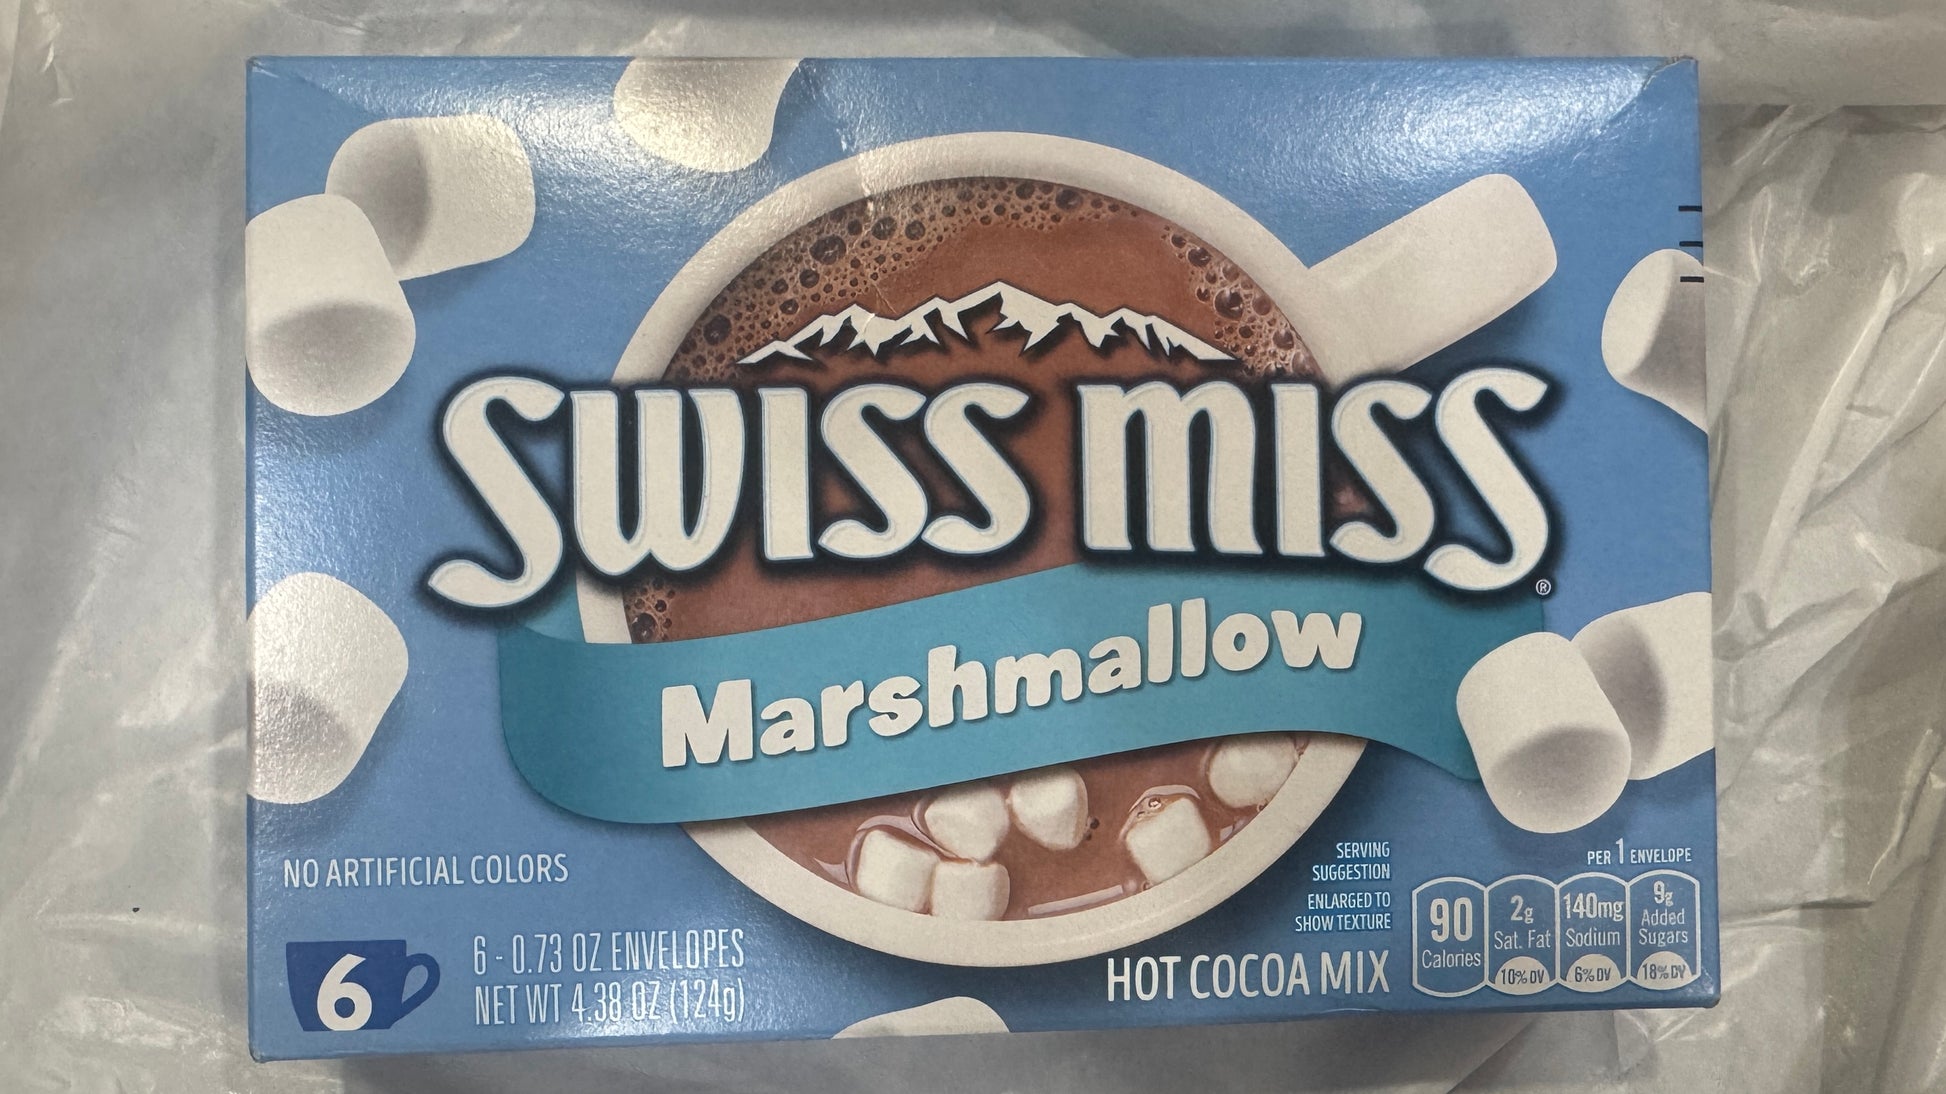 SWISS MISS®
Marshmallow
NO ARTIFICIAL COLORS
6
6 - 0.73 OZ ENVELOPES
NET WT 4.38 OZ (124g)
SERVING
SUGGESTION
ENLARGED TO
SHOW TEXTURE
HOT COCOA MIX
PER 1 ENVELOPE
90
Calories
2g
Sat. Fat
10% DV
140mg
Sodium
6% DV
9g
Added
Sugars
18% DV